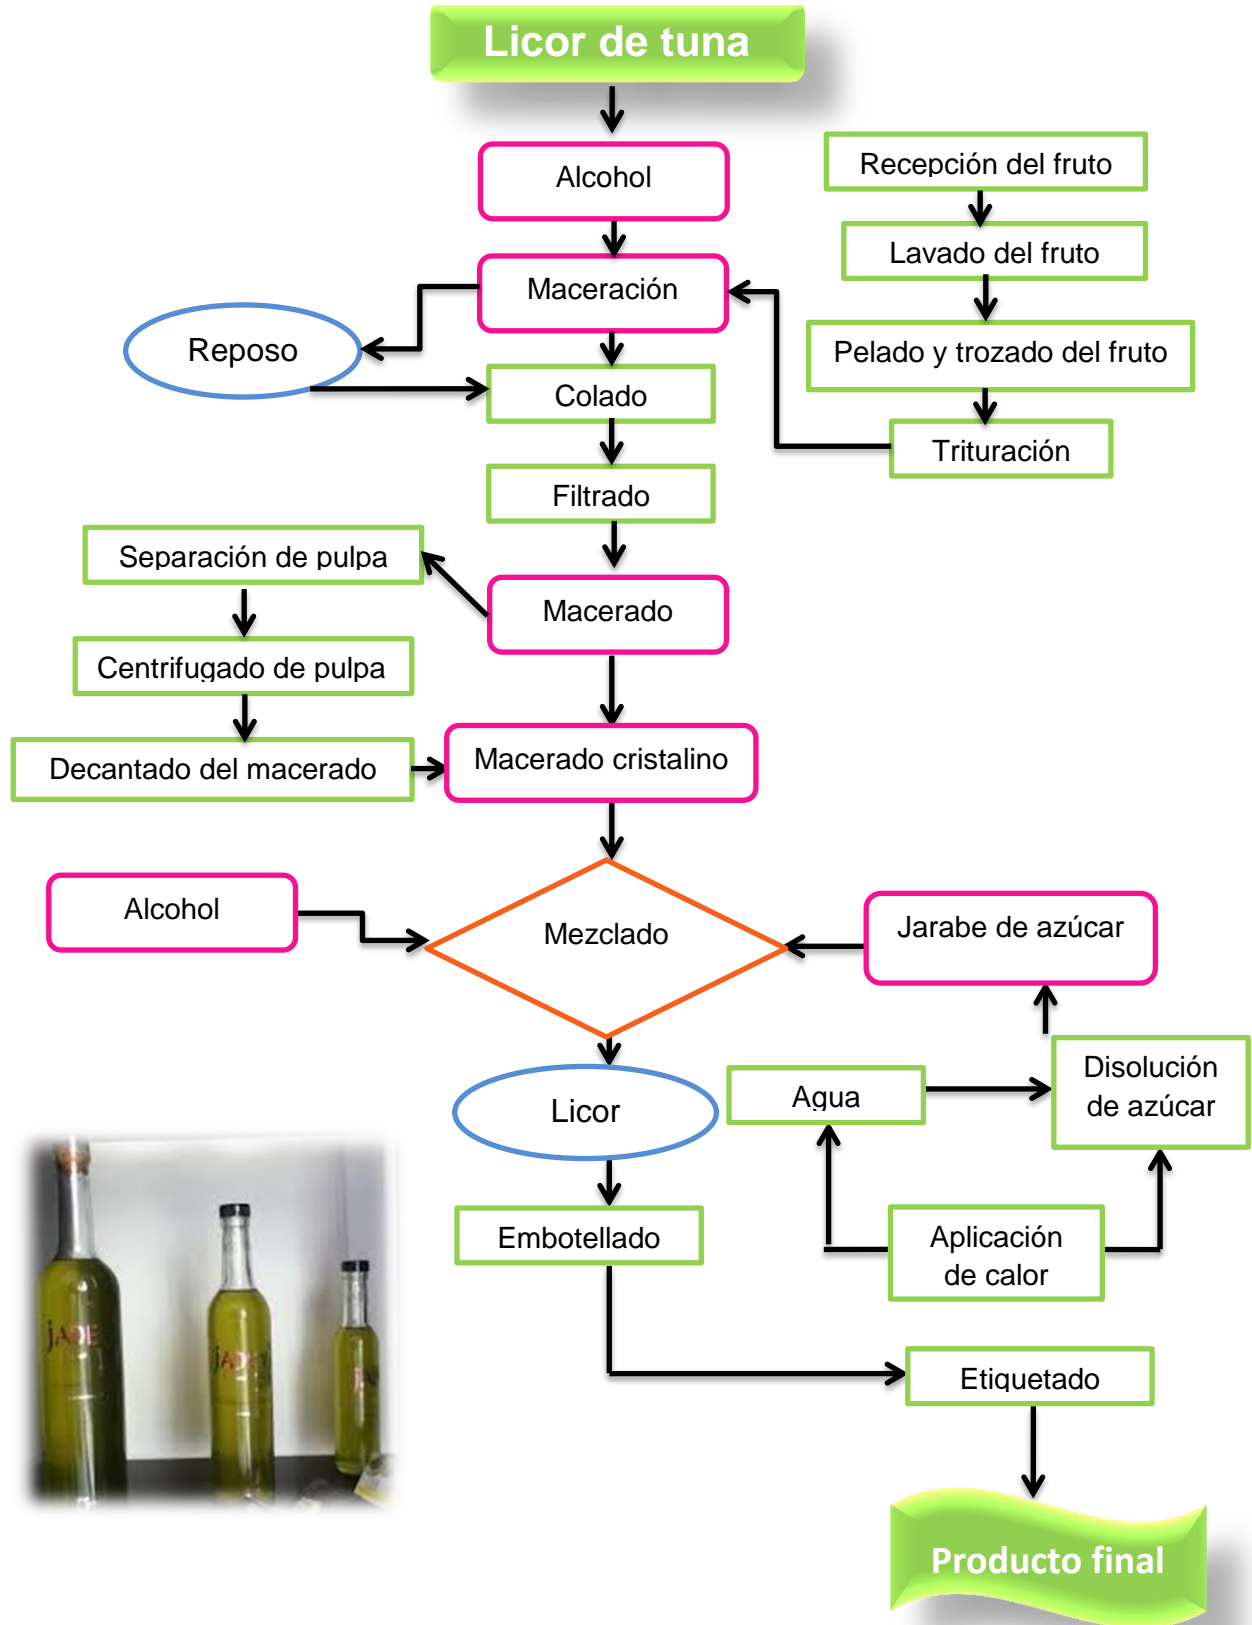 Licor de tuna
Alcohol
Recepción del fruto
Lavado del fruto
Maceración
Reposo
Pelado y trozado del fruto
Colado
Trituración
Filtrado
Separación de pulpa
Macerado
Centrifugado de pulpa
Decantado del macerado
Macerado cristalino
Alcohol
Mezclado
Jarabe de azúcar
Licor
Agua
Disolución
de azúcar
Embotellado
Aplicación
de calor
jADE
jADE
Etiquetado
Producto final